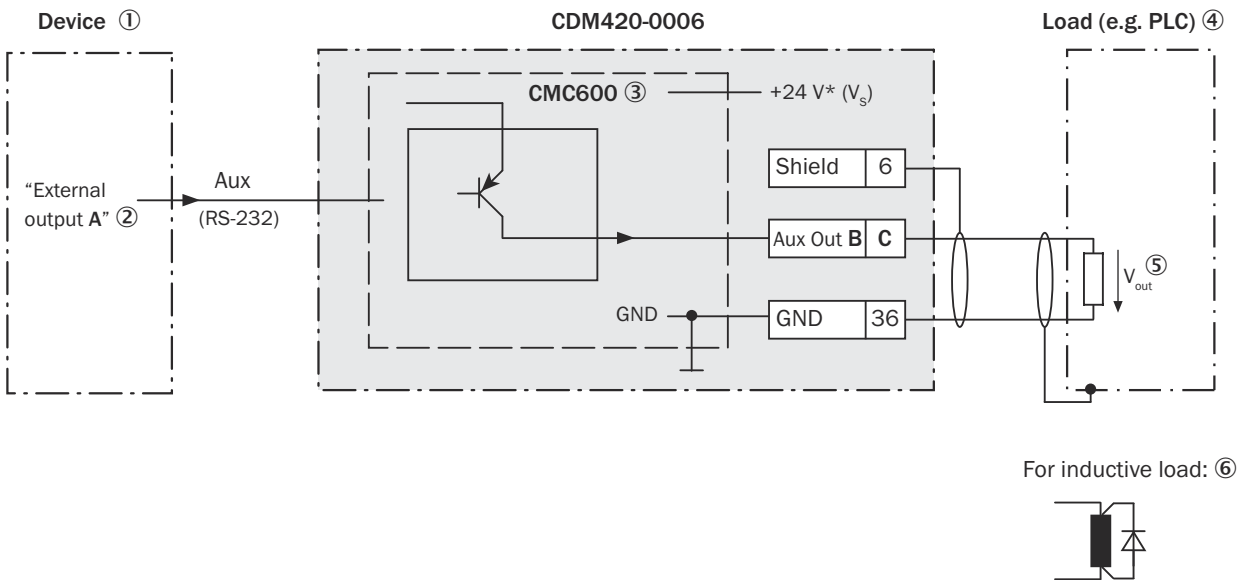 Device ①
CDM420-0006
Load (e.g. PLC) ④
CMC600 ③
+24 V* (Vs)
Shield 6
"External
output A" ②
Aux
(RS-232)
Aux Out B C
Vout ⑤
GND
GND 36
For inductive load: ⑥